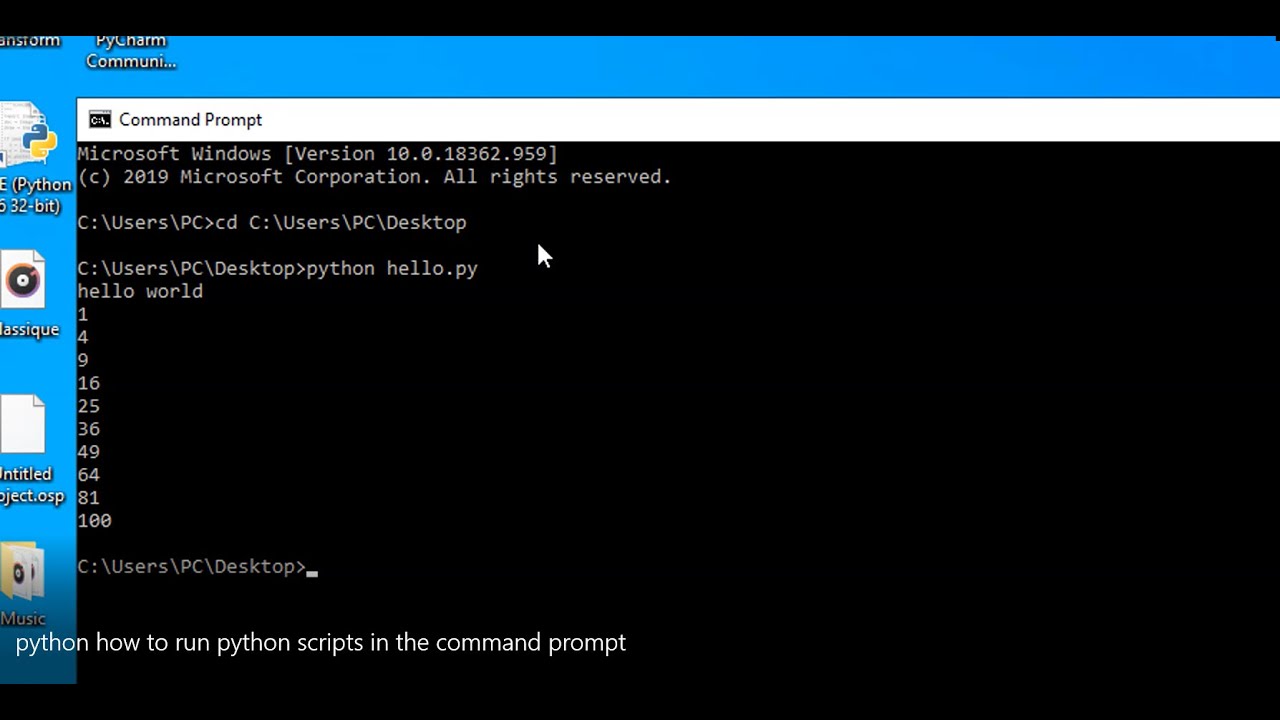 PyCharm
Communi...
Command Prompt
Microsoft Windows [Version 10.0.18362.959]
(c) 2019 Microsoft Corporation. All rights reserved.
E (Python
6 32-bit)
C:\Users\PC>cd C:\Users\PC\Desktop
C:\Users\PC\Desktop>python hello.py
hello world
1
4
9
16
25
36
49
64
81
100
lassique
ntitled
oject.osp
C:\Users\PC\Desktop>_
Music
python how to run python scripts in the command prompt